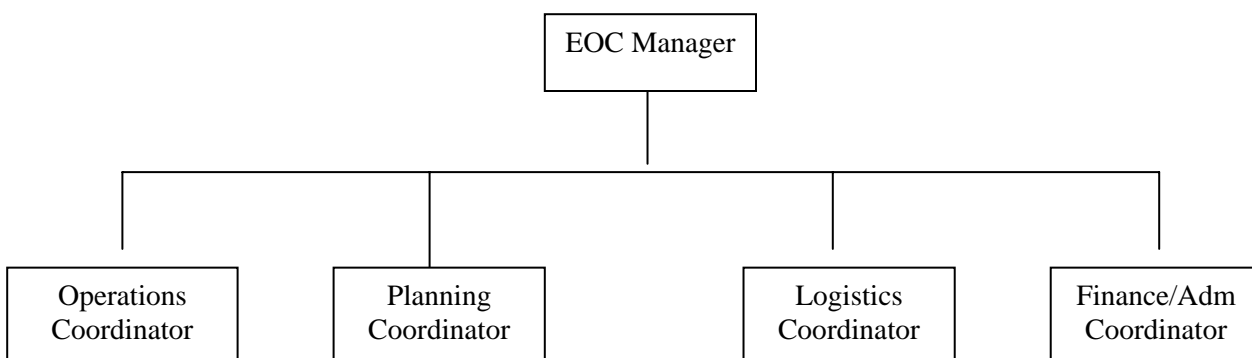 EOC Manager
Operations
Coordinator
Planning
Coordinator
Logistics
Coordinator
Finance/Adm
Coordinator